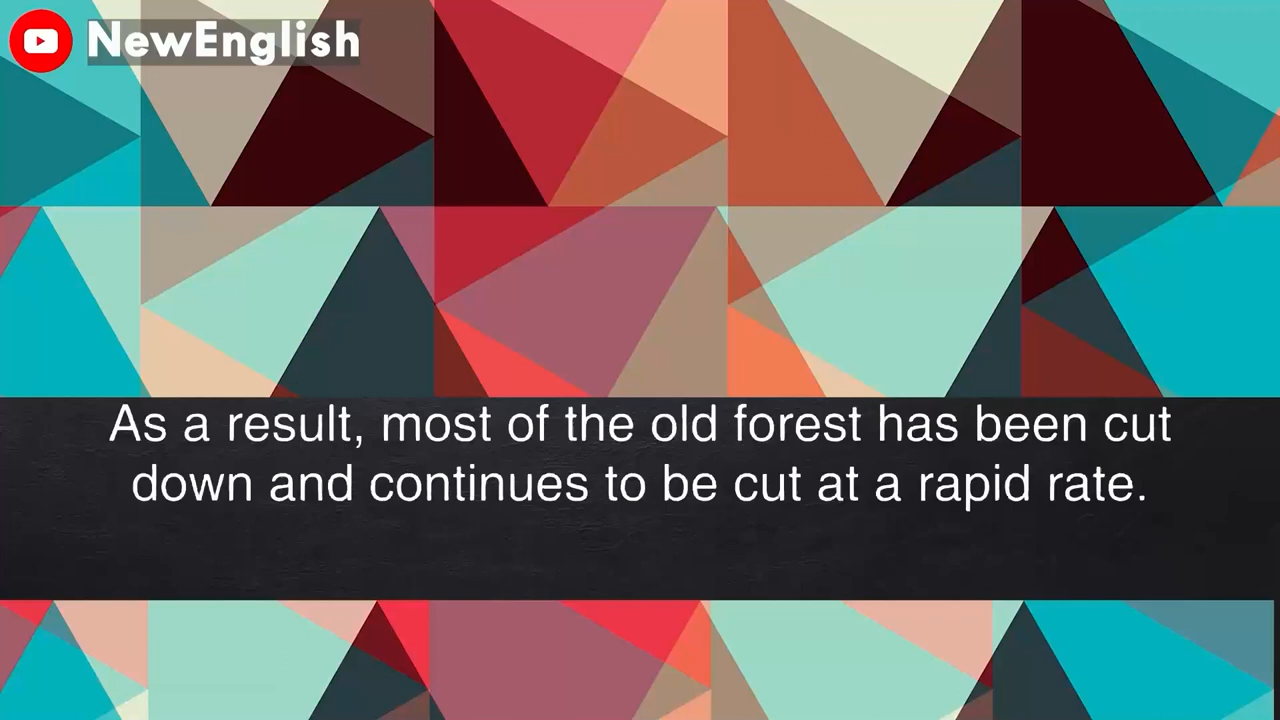 NewEnglish
As a result, most of the old forest has been cut
down and continues to be cut at a rapid rate.